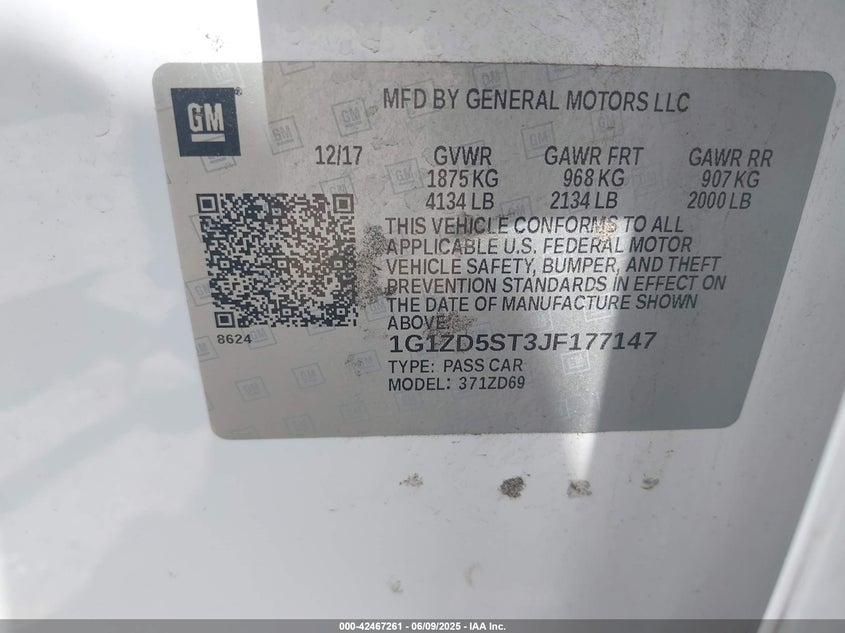 GM
MFD BY GENERAL MOTORS LLC
12/17 GVWR GAWR FRT GAWR RR
1875 KG 968 KG 907 KG
4134 LB 2134 LB 2000 LB
THIS VEHICLE CONFORMS TO ALL
APPLICABLE U.S. FEDERAL MOTOR
VEHICLE SAFETY, BUMPER, AND THEFT
PREVENTION STANDARDS IN EFFECT ON
THE DATE OF MANUFACTURE SHOWN
ABOVE.
8624
1G1ZD5ST3JF177147
TYPE: PASS CAR
MODEL: 371ZD69
000-42467261 - 06/09/2025 - IAA Inc.